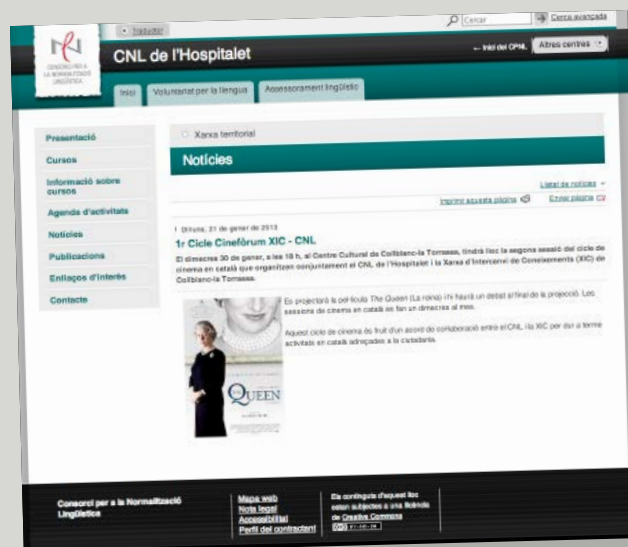 Traductor
Cercar
Cerca avançada
CONSORCI PER A
LA NORMALITZACIÓ
LINGÜÍSTICA
CNL de l'Hospitalet
← Inici del CPNL
Altres centres
Inici
Voluntariat per la llengua
Assessorament lingüístic
Presentació
Cursos
Informació sobre
cursos
Agenda d'activitats
Notícies
Publicacions
Enllaços d'interès
Contacte
Xarxa territorial
Notícies
Llistat de notícies
Imprimir aquesta pàgina
Enviar pàgina
Dilluns, 21 de gener de 2013
1r Cicle Cinefòrum XIC - CNL
El dimecres 30 de gener, a les 18 h, al Centre Cultural de Collblanc-la Torrassa, tindrà lloc la segona sessió del cicle de
cinema en català que organitzen conjuntament el CNL de l'Hospitalet i la Xarxa d'Intercanvi de Coneixements (XIC) de
Collblanc-la Torrassa.
Es projectarà la pel·lícula The Queen (La reina) i hi haurà un debat al final de la projecció. Les
sessions de cinema en català es fan un dimecres al mes.
Aquest cicle de cinema és fruit d'un acord de col·laboració entre el CNL i la XIC per dur a terme
activitats en català adreçades a la ciutadania.
THE QUEEN
Consorci per a la Normalització
Lingüística
Mapa web
Nota legal
Accessibilitat
Perfil del contractant
Els continguts d'aquest lloc
estan subjectes a una llicència
de Creative Commons